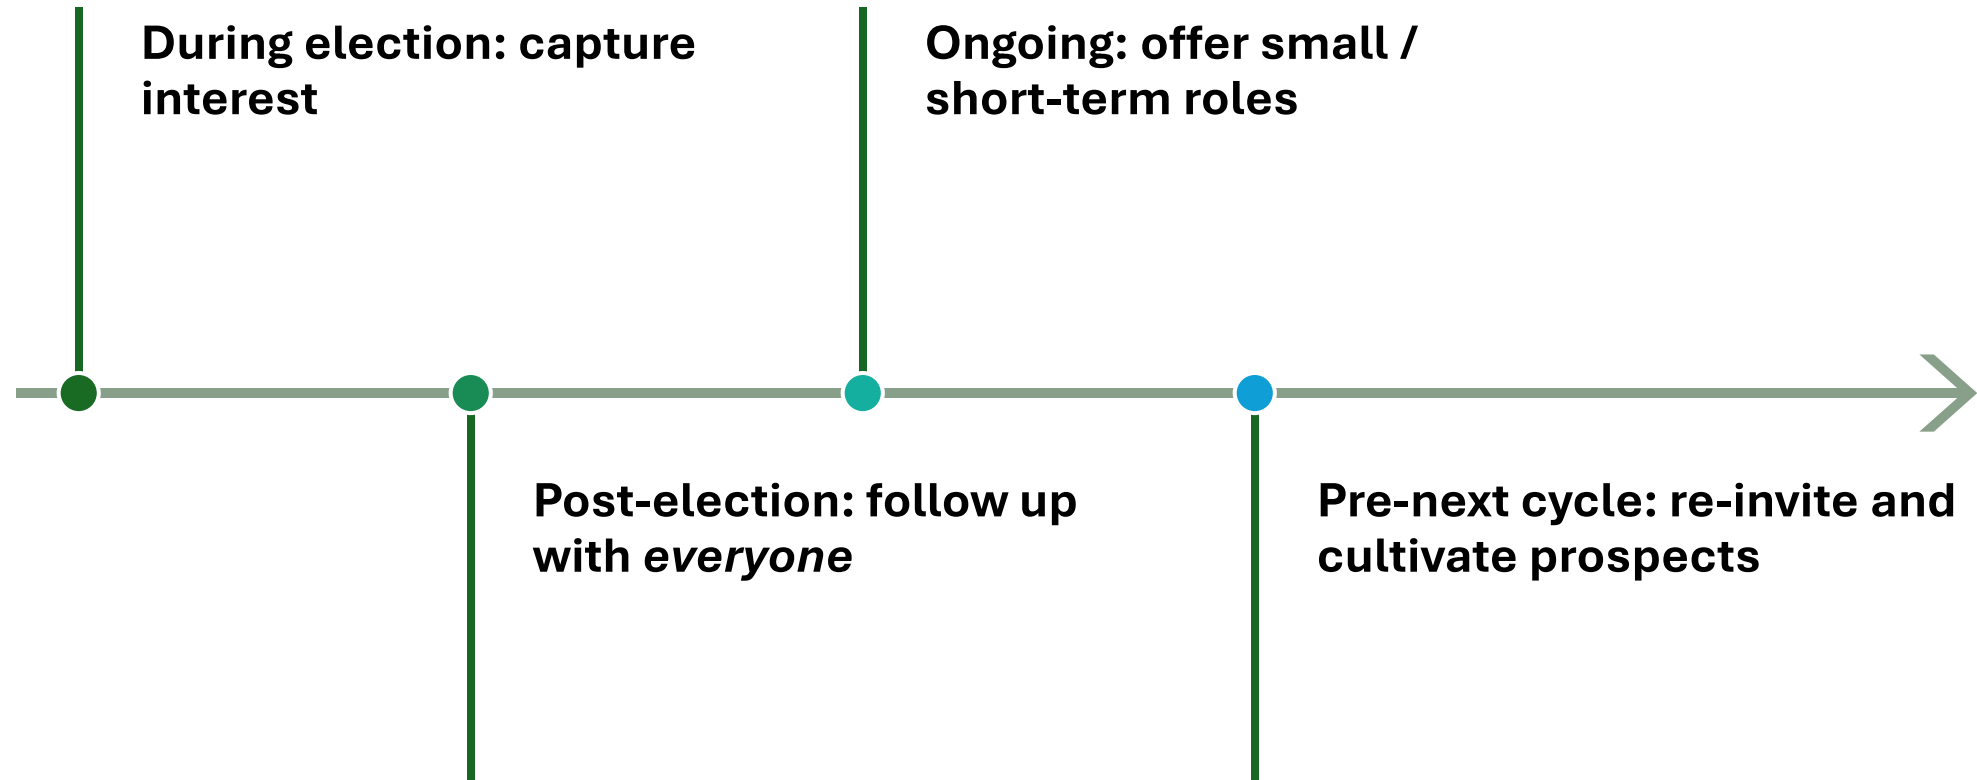 During election: capture
interest
Post-election: follow up
with everyone
Ongoing: offer small /
short-term roles
Pre-next cycle: re-invite and
cultivate prospects